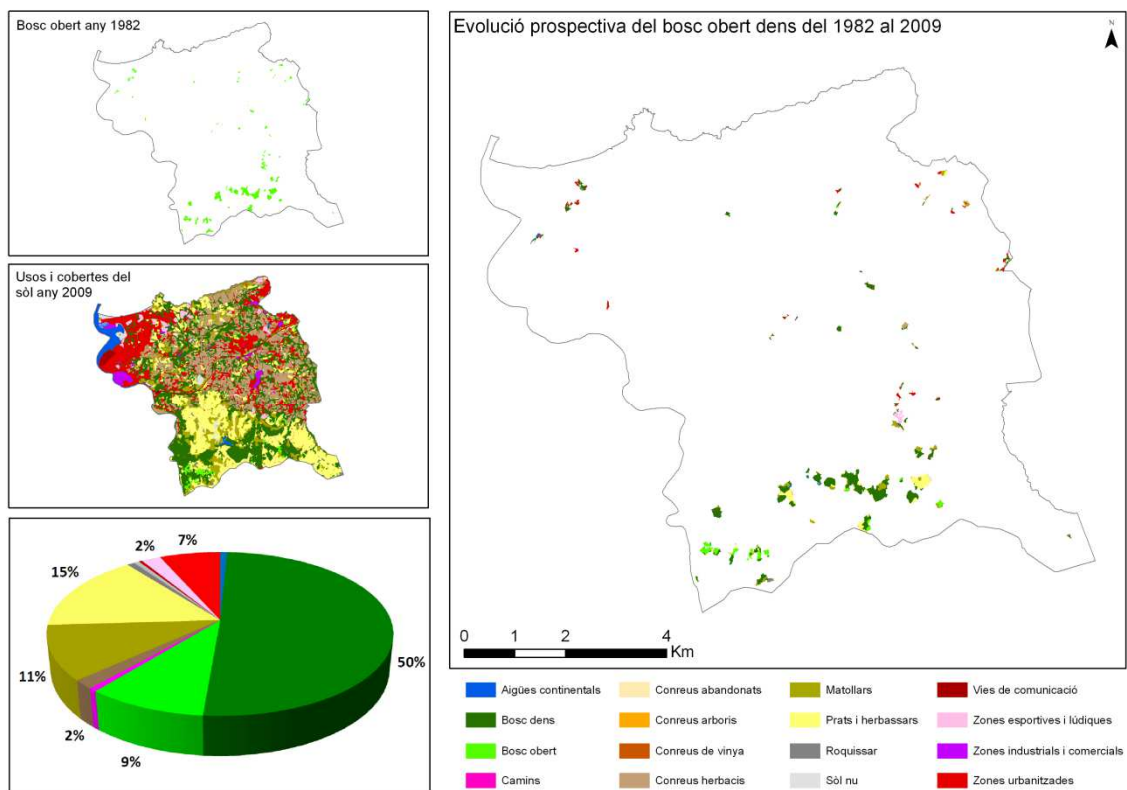 Bosc obert any 1982
Usos i cobertes del
sòl any 2009
2%
7%
15%
11%
50%
2%
9%
Evolució prospectiva del bosc obert dens del 1982 al 2009
N
0 1 2 4
Km
Aigües continentals
Bosc dens
Bosc obert
Camins
Conreus abandonats
Conreus arboris
Conreus de vinya
Conreus herbacis
Matollars
Prats i herbassars
Roquissar
Sòl nu
Vies de comunicació
Zones esportives i lúdiques
Zones industrials i comercials
Zones urbanitzades